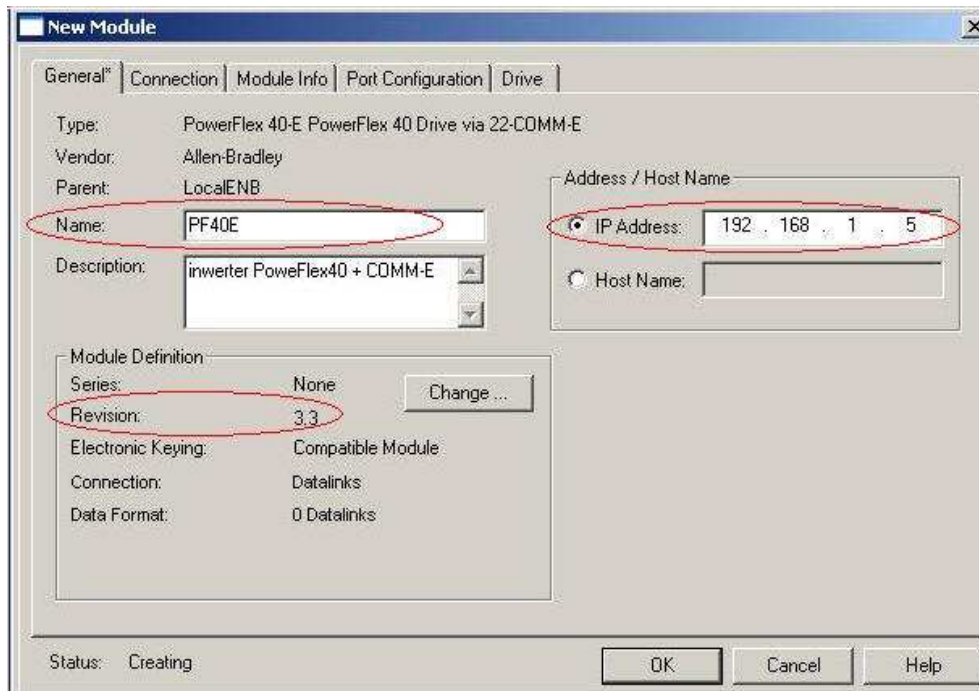 New Module
General* Connection Module Info Port Configuration Drive
Type: PowerFlex 40-E PowerFlex 40 Drive via 22-COMM-E
Vendor: Allen-Bradley
Parent: LocalENB
Name: PF40E
Description: inwerter PoweFlex40 + COMM-E
Address / Host Name
IP Address: 192 . 168 . 1 . 5
Host Name:
Module Definition
Series: None
Change ...
Revision: 3.3
Electronic Keying: Compatible Module
Connection: Datalinks
Data Format: 0 Datalinks
Status: Creating
OK Cancel Help